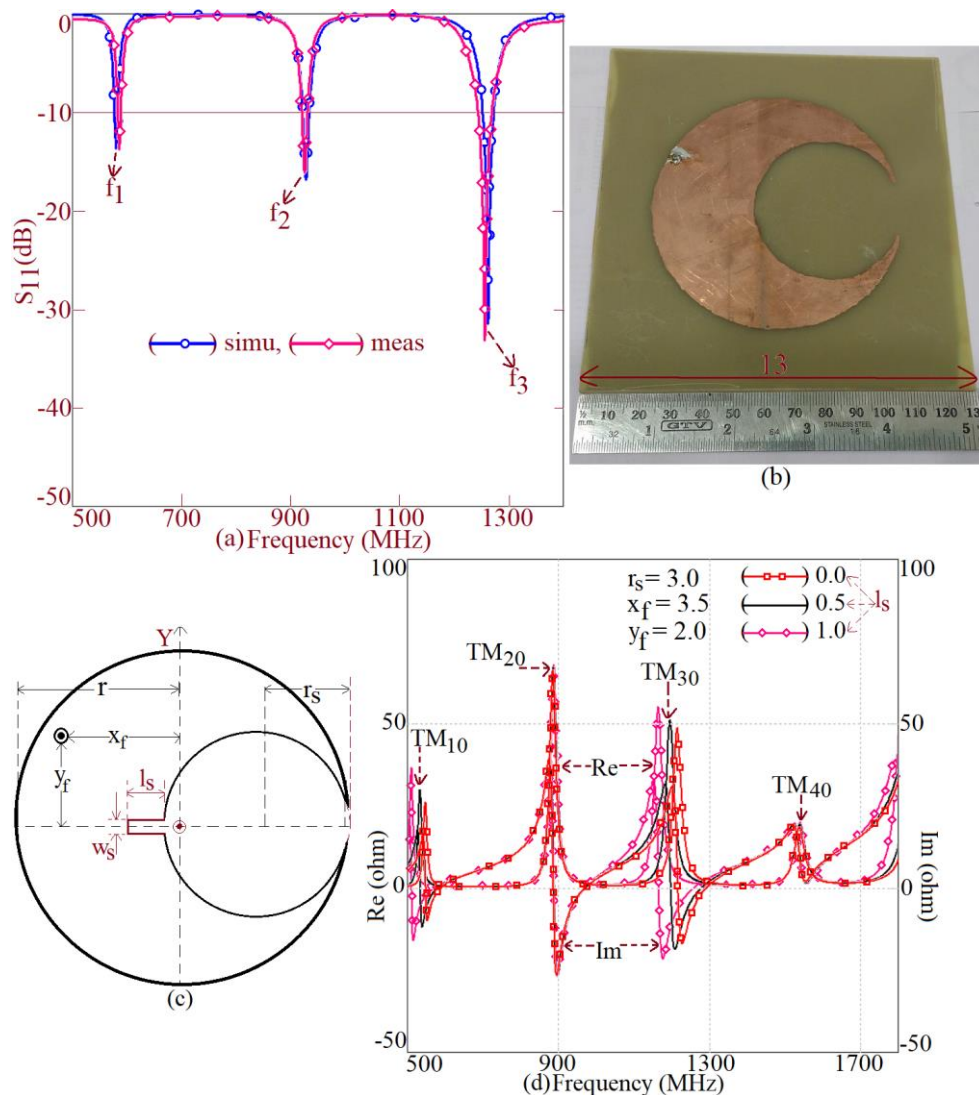 0
-10
-20
-30
-40
-50
S11(dB)
f1
f2
f3
( ) simu, ( ) meas
500 700 900 1100 1300
(a) Frequency (MHz)
13
½ 10 20 30 40 50 60 70 80 90 100 110 120 13
m.m. 32 1 GTV 2 64 3 STAINLESS STEEL 4 5
(b)
Y
r
rs
xf
yf
ls
ws
(c)
100
50
0
-50
Re (ohm)
rs = 3.0 ( ) 0.0
xf = 3.5 ( ) 0.5 ls
yf = 2.0 ( ) 1.0
TM10
TM20
TM30
TM40
Re
Im
100
50
0
-50
Im (ohm)
500 900 1300 1700
(d) Frequency (MHz)